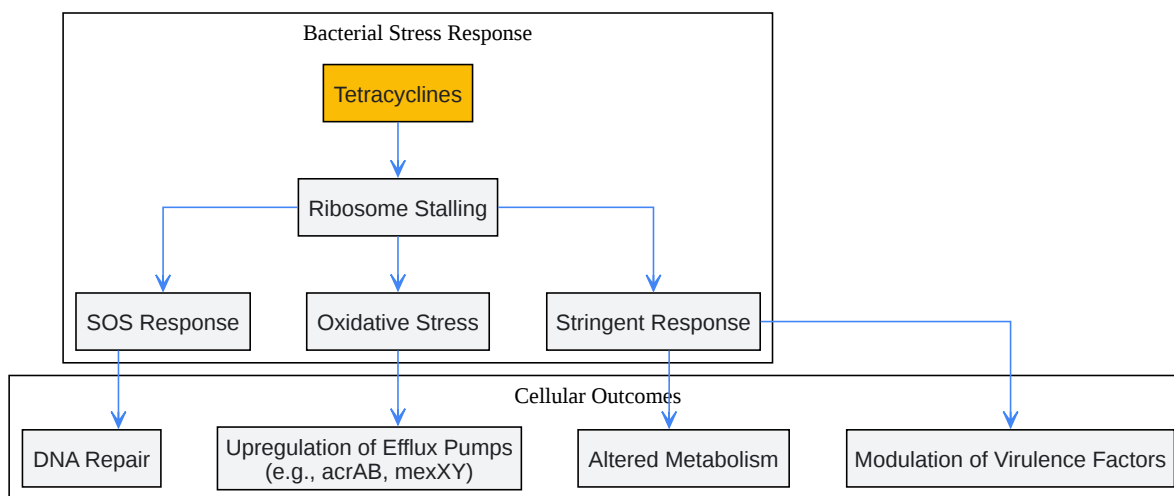 Bacterial Stress Response
Tetracyclines
Ribosome Stalling
SOS Response
Oxidative Stress
Stringent Response
Cellular Outcomes
DNA Repair
Upregulation of Efflux Pumps
(e.g., acrAB, mexXY)
Altered Metabolism
Modulation of Virulence Factors